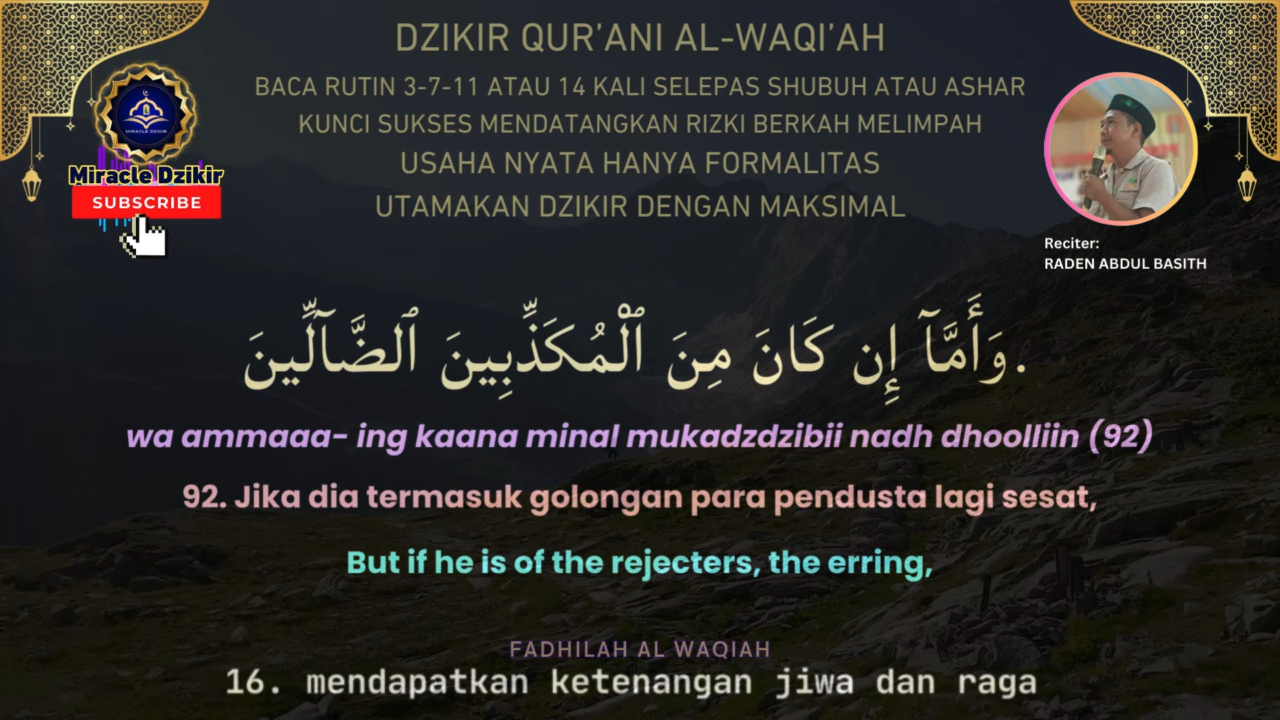 DZIKIR QUR'ANI AL-WAQI'AH
BACA RUTIN 3-7-11 ATAU 14 KALI SELEPAS SHUBUH ATAU ASHAR
KUNCI SUKSES MENDATANGKAN RIZKI BERKAH MELIMPAH
USAHA NYATA HANYA FORMALITAS
UTAMAKAN DZIKIR DENGAN MAKSIMAL
MIRACLE DZIKIR
Miracle Dzikir
SUBSCRIBE
Reciter:
RADEN ABDUL BASITH
وَأَمَّآ إِن كَانَ مِنَ ٱلْمُكَذِّبِينَ ٱلضَّآلِّينَ.
wa ammaaa- ing kaana minal mukadzdzibii nadh dhoolliin (92)
92. Jika dia termasuk golongan para pendusta lagi sesat,
But if he is of the rejecters, the erring,
FADHILAH AL WAQIAH
16. mendapatkan ketenangan jiwa dan raga